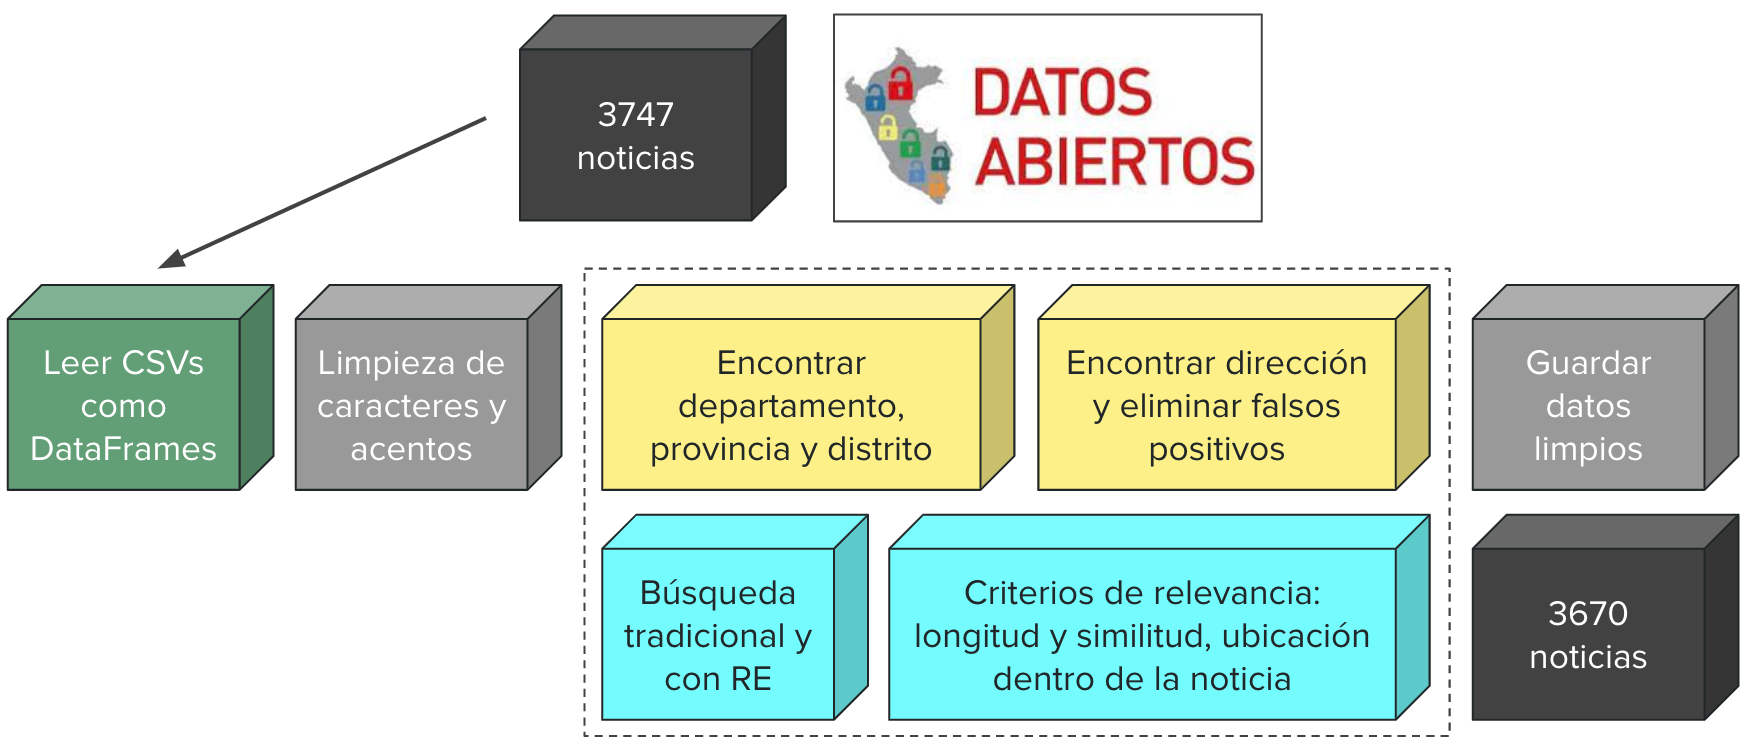 3747
noticias
DATOS
ABIERTOS
Leer CSVs
como
DataFrames
Limpieza de
caracteres y
acentos
Encontrar
departamento,
provincia y distrito
Encontrar dirección
y eliminar falsos
positivos
Guardar
datos
limpios
Búsqueda
tradicional y
con RE
Criterios de relevancia:
longitud y similitud, ubicación
dentro de la noticia
3670
noticias